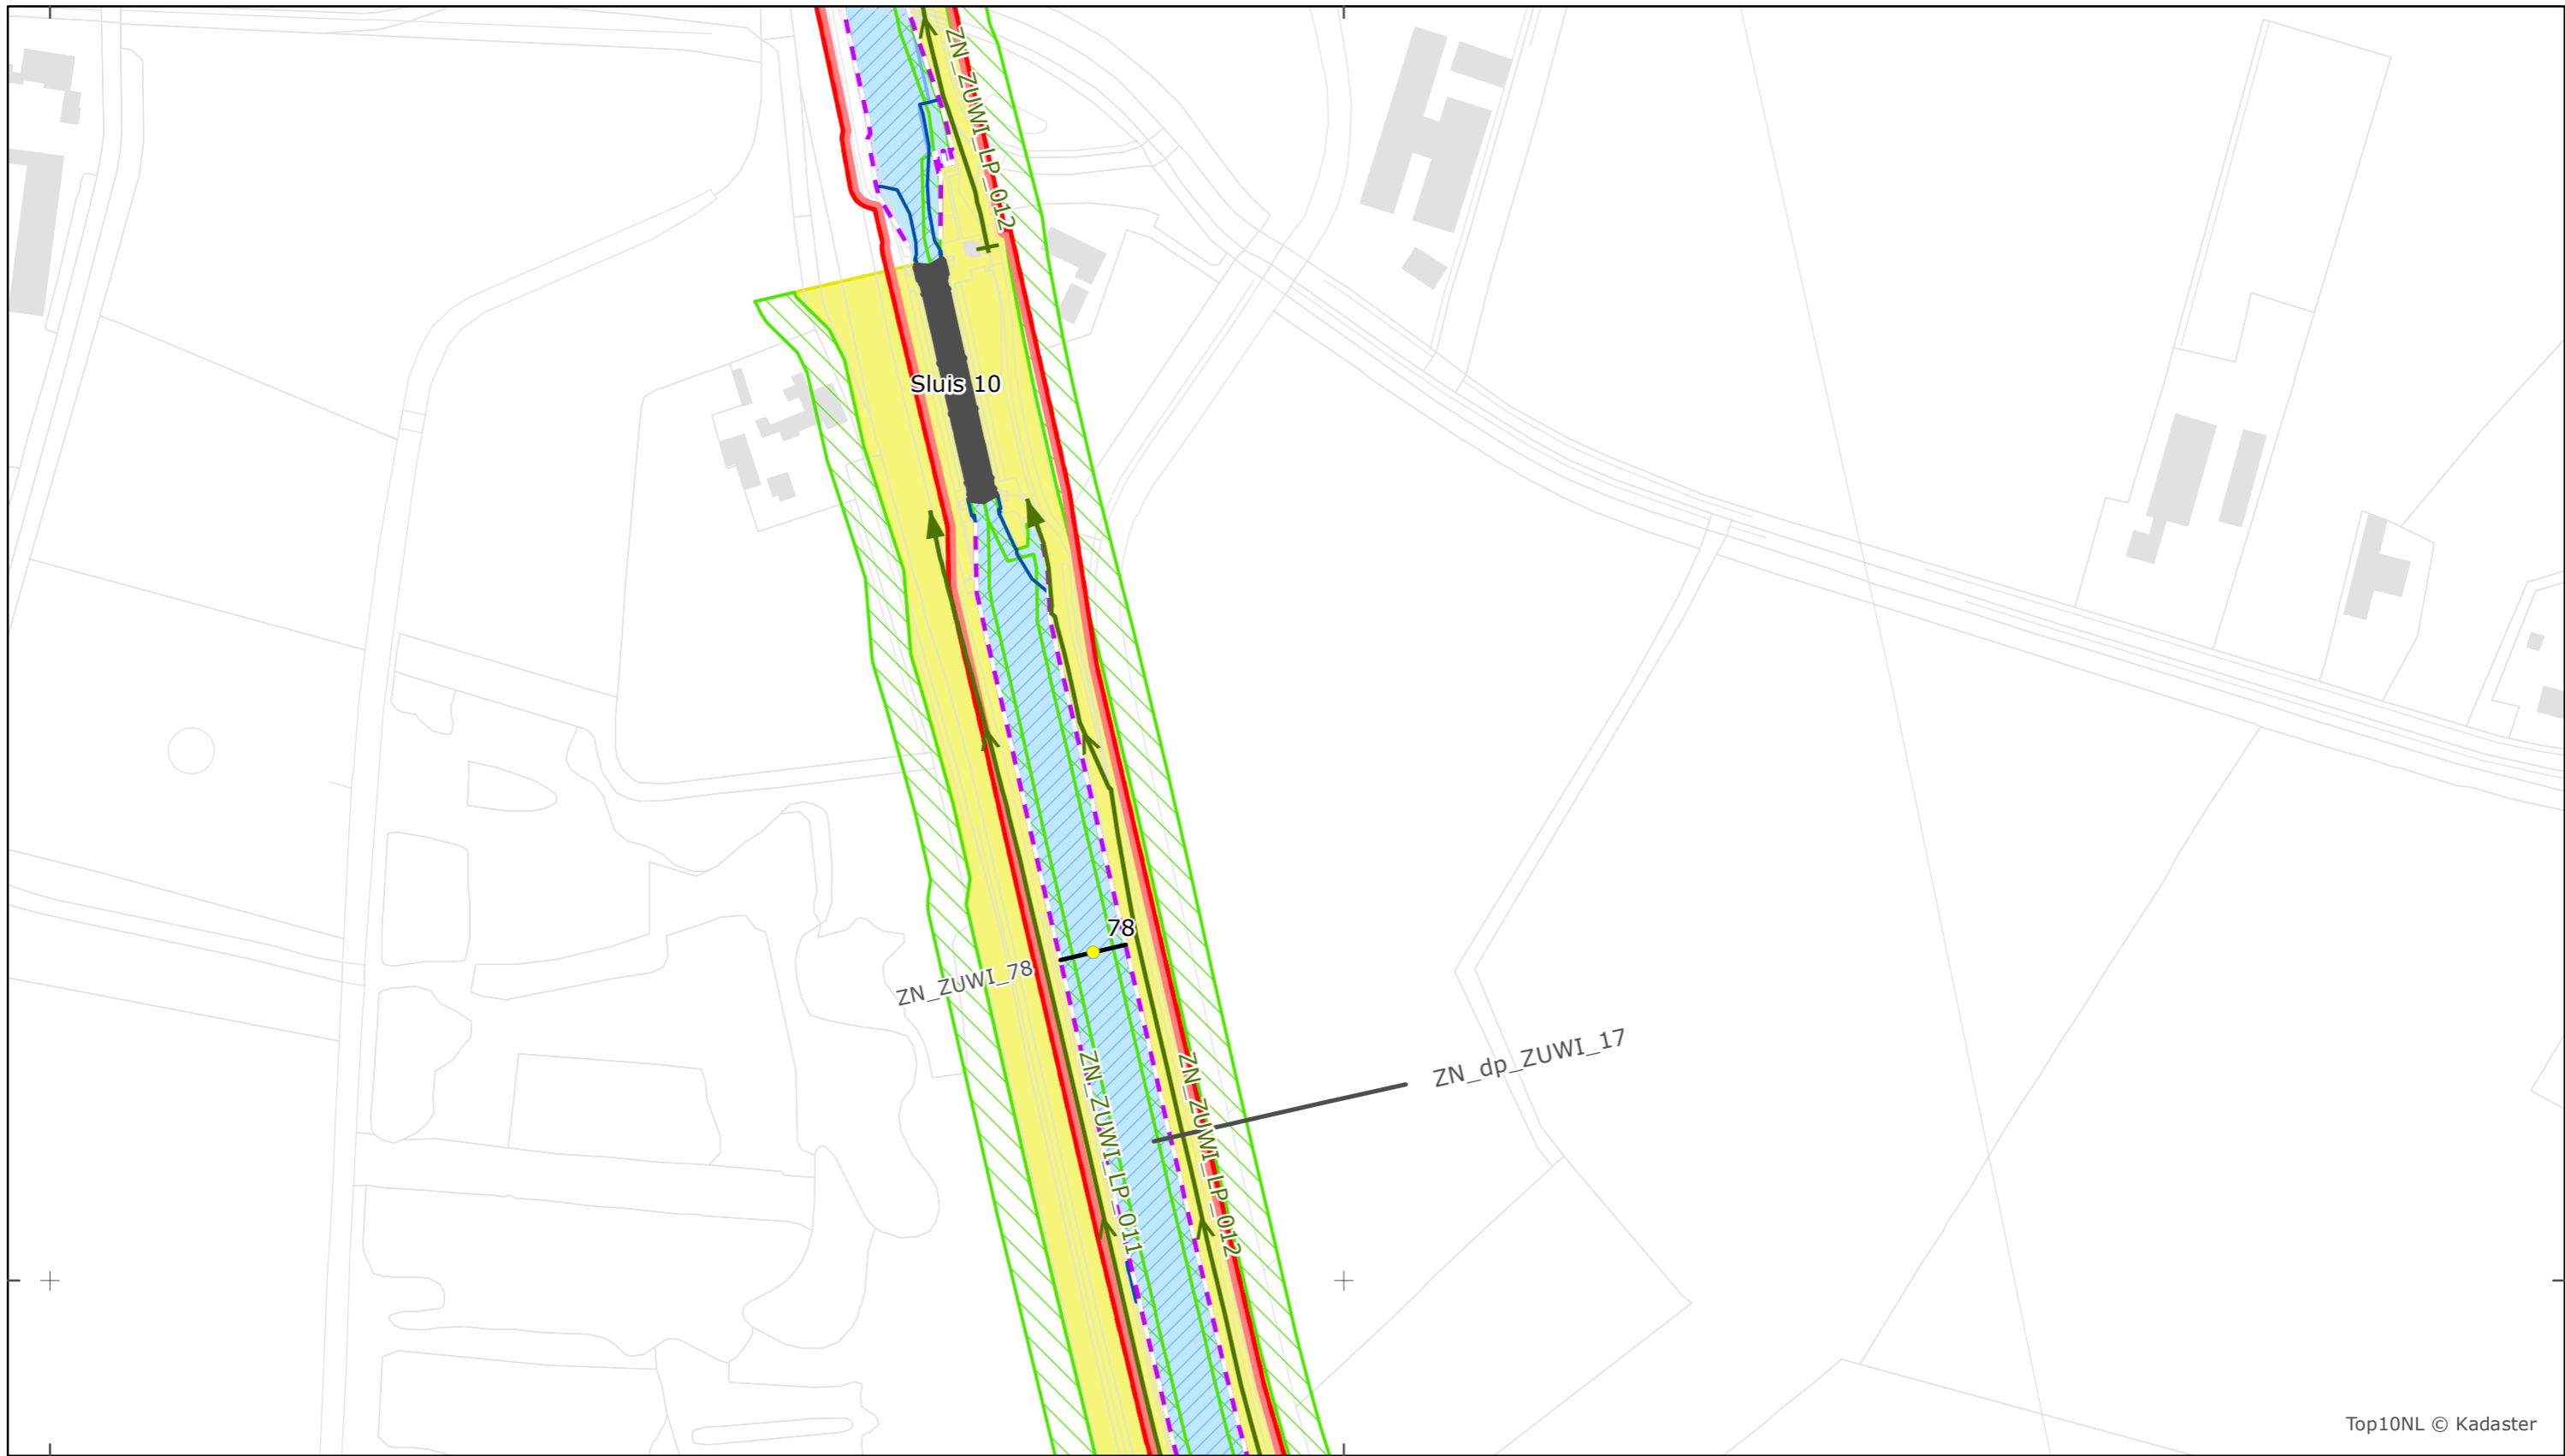 ZN_ZUWI_LP_012
Sluis 10
78
ZN_ZUWI_78
ZN_dp_ZUWI_17
ZN_ZUWI_LP_011
ZN_ZUWI_LP_012
Top10NL © Kadaster